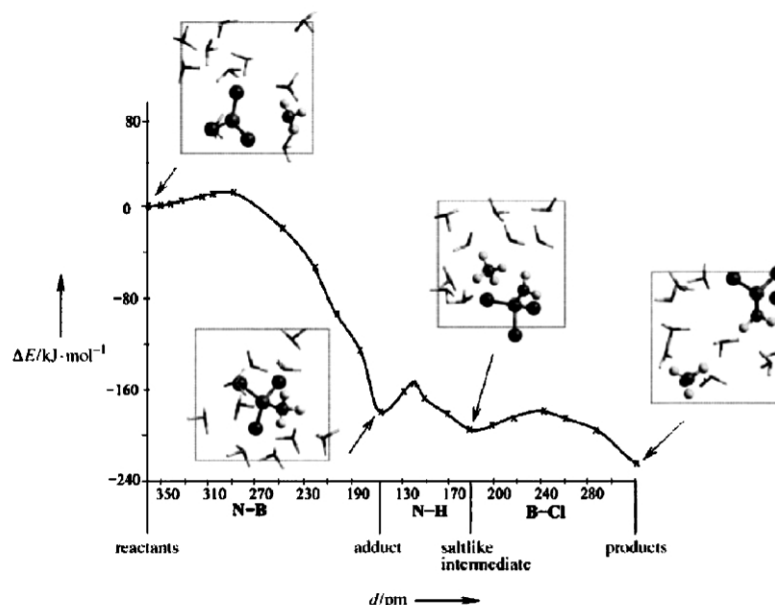 80
0
−80
ΔE/kJ·mol−1
−160
−240
350 310 270 230 190 130 170 200 240 280
N–B N–H B–Cl
reactants adduct saltlike products
intermediate
d/pm